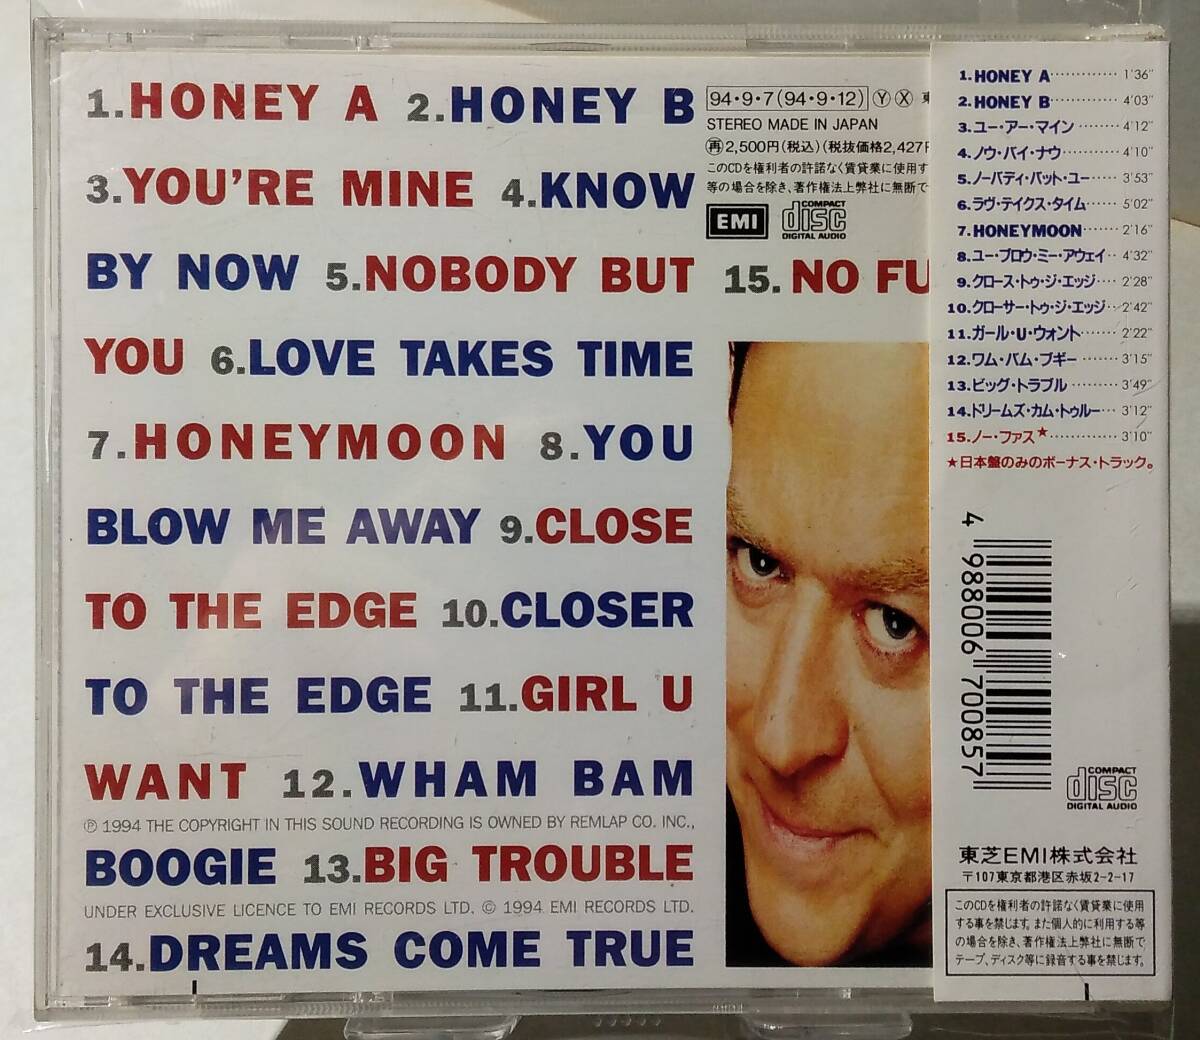 1.HONEY A 2.HONEY B
3.YOU'RE MINE 4.KNOW
BY NOW 5.NOBODY BUT
YOU 6.LOVE TAKES TIME
7.HONEYMOON 8.YOU
BLOW ME AWAY 9.CLOSE
TO THE EDGE 10.CLOSER
TO THE EDGE 11.GIRL U
WANT 12.WHAM BAM
Ⓟ 1994 THE COPYRIGHT IN THIS SOUND RECORDING IS OWNED BY REMLAP CO. INC.,
BOOGIE 13.BIG TROUBLE
UNDER EXCLUSIVE LICENCE TO EMI RECORDS LTD. © 1994 EMI RECORDS LTD.
14.DREAMS COME TRUE
94・9・7(94・9・12) Ⓨ Ⓧ 東
STEREO MADE IN JAPAN
㊢2,500円(税込)(税抜価格2,427
このCDを権利者の許諾なく賃貸業に使用す
等の場合を除き、著作権法上弊社に無断で
EMI
COMPACT
disc
DIGITAL AUDIO
15.NO FU
1.HONEY A············1'36"
2.HONEY B············4'03"
3.ユー・アー・マイン········4'12"
4.ノウ・バイ・ナウ········4'10"
5.ノーバディ・バット・ユー····3'53"
6.ラヴ・テイクス・タイム······5'02"
7.HONEYMOON·······2'16"
8.ユー・ブロウ・ミー・アウェイ··4'32"
9.クロース・トゥ・ジ・エッジ····2'28"
10.クローサー・トゥ・ジ・エッジ··2'42"
11.ガール・U・ウォント·······2'22"
12.ワム・バム・ブギー·······3'15"
13.ビッグ・トラブル·········3'49"
14.ドリームズ・カム・トゥルー···3'12"
15.ノー・ファス★············3'10"
★日本盤のみのボーナス・トラック。
4 988006 700857
COMPACT
disc
DIGITAL AUDIO
東芝EMI株式会社
〒107東京都港区赤坂2-2-17
このCDを権利者の許諾なく賃貸業に使用
する事を禁じます。また個人的に利用する等
の場合を除き、著作権法上弊社に無断で
テープ、ディスク等に録音する事を禁じます。